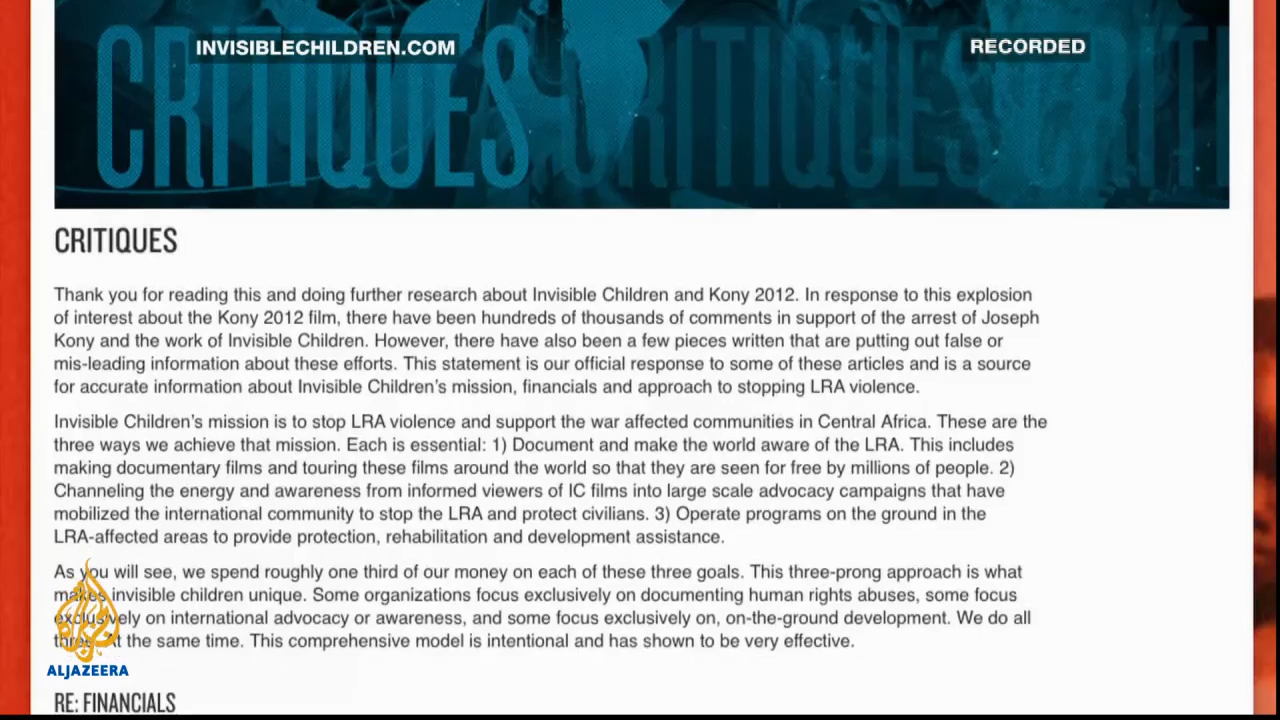 INVISIBLECHILDREN.COM
RECORDED
CRITIQUES CRITIQUES CRITI
CRITIQUES
Thank you for reading this and doing further research about Invisible Children and Kony 2012. In response to this explosion
of interest about the Kony 2012 film, there have been hundreds of thousands of comments in support of the arrest of Joseph
Kony and the work of Invisible Children. However, there have also been a few pieces written that are putting out false or
mis-leading information about these efforts. This statement is our official response to some of these articles and is a source
for accurate information about Invisible Children's mission, financials and approach to stopping LRA violence.
Invisible Children's mission is to stop LRA violence and support the war affected communities in Central Africa. These are the
three ways we achieve that mission. Each is essential: 1) Document and make the world aware of the LRA. This includes
making documentary films and touring these films around the world so that they are seen for free by millions of people. 2)
Channeling the energy and awareness from informed viewers of IC films into large scale advocacy campaigns that have
mobilized the international community to stop the LRA and protect civilians. 3) Operate programs on the ground in the
LRA-affected areas to provide protection, rehabilitation and development assistance.
As you will see, we spend roughly one third of our money on each of these three goals. This three-prong approach is what
makes invisible children unique. Some organizations focus exclusively on documenting human rights abuses, some focus
exclusively on international advocacy or awareness, and some focus exclusively on, on-the-ground development. We do all
three. At the same time. This comprehensive model is intentional and has shown to be very effective.
ALJAZEERA
RE: FINANCIALS